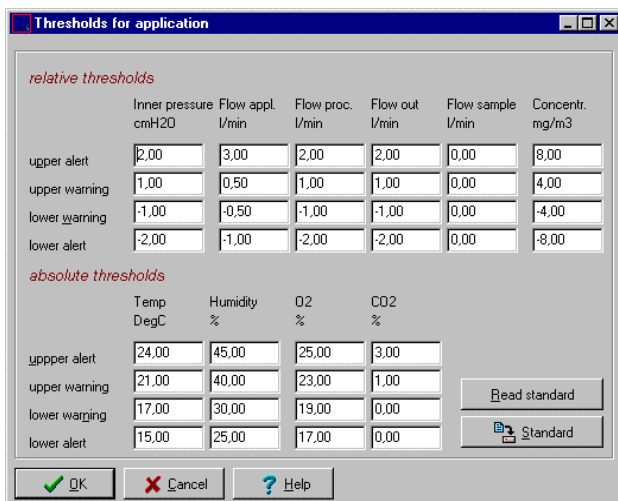 Thresholds for application
relative thresholds
Inner pressure Flow appl. Flow proc. Flow out Flow sample Concentr.
cmH2O l/min l/min l/min l/min mg/m3
upper alert 2,00 3,00 2,00 2,00 0,00 8,00
upper warning 1,00 0,50 1,00 1,00 0,00 4,00
lower warning -1,00 -0,50 -1,00 -1,00 0,00 -4,00
lower alert -2,00 -1,00 -2,00 -2,00 0,00 -8,00
absolute thresholds
Temp Humidity O2 CO2
DegC % % %
uppper alert 24,00 45,00 25,00 3,00
upper warning 21,00 40,00 23,00 1,00
lower warning 17,00 30,00 19,00 0,00
lower alert 15,00 25,00 17,00 0,00
Read standard
Standard
OK Cancel Help